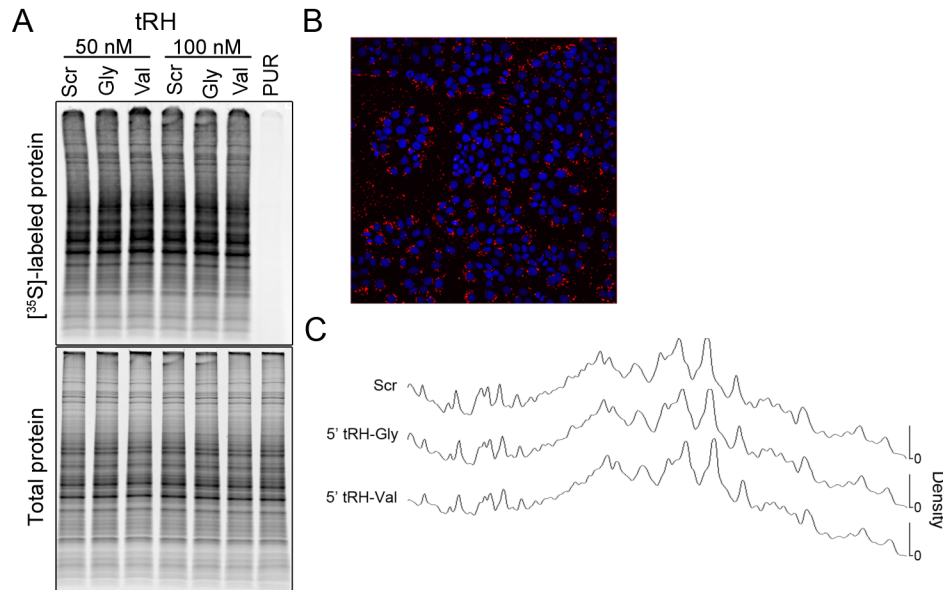 A
tRH
50 nM 100 nM
Scr Gly Val Scr Gly Val PUR
[³⁵S]-labeled protein
Total protein
B
C
Scr
5' tRH-Gly
5' tRH-Val
0
0
0
Density